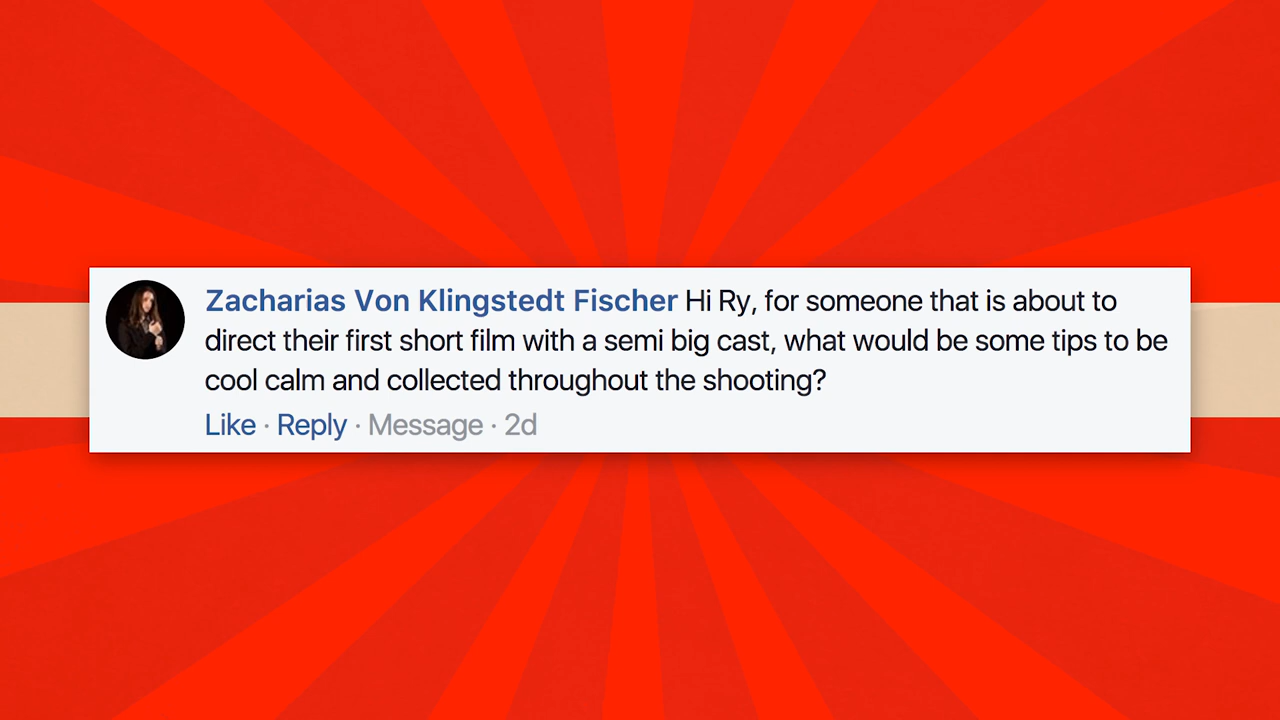 Zacharias Von Klingstedt Fischer Hi Ry, for someone that is about to
direct their first short film with a semi big cast, what would be some tips to be
cool calm and collected throughout the shooting?
Like · Reply · Message · 2d